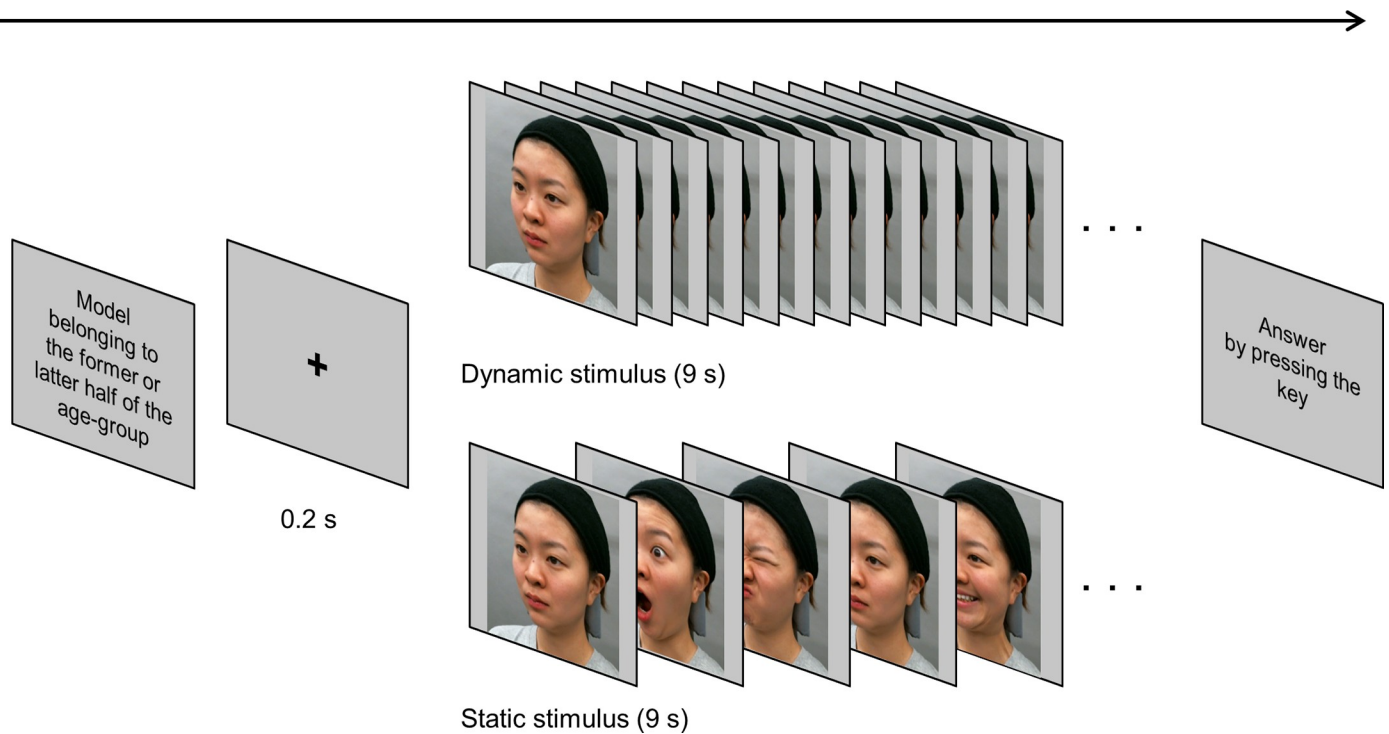 Model
belonging to
the former or
latter half of the
age-group
+
0.2 s
Dynamic stimulus (9 s)
. . .
Static stimulus (9 s)
. . .
Answer
by pressing the
key